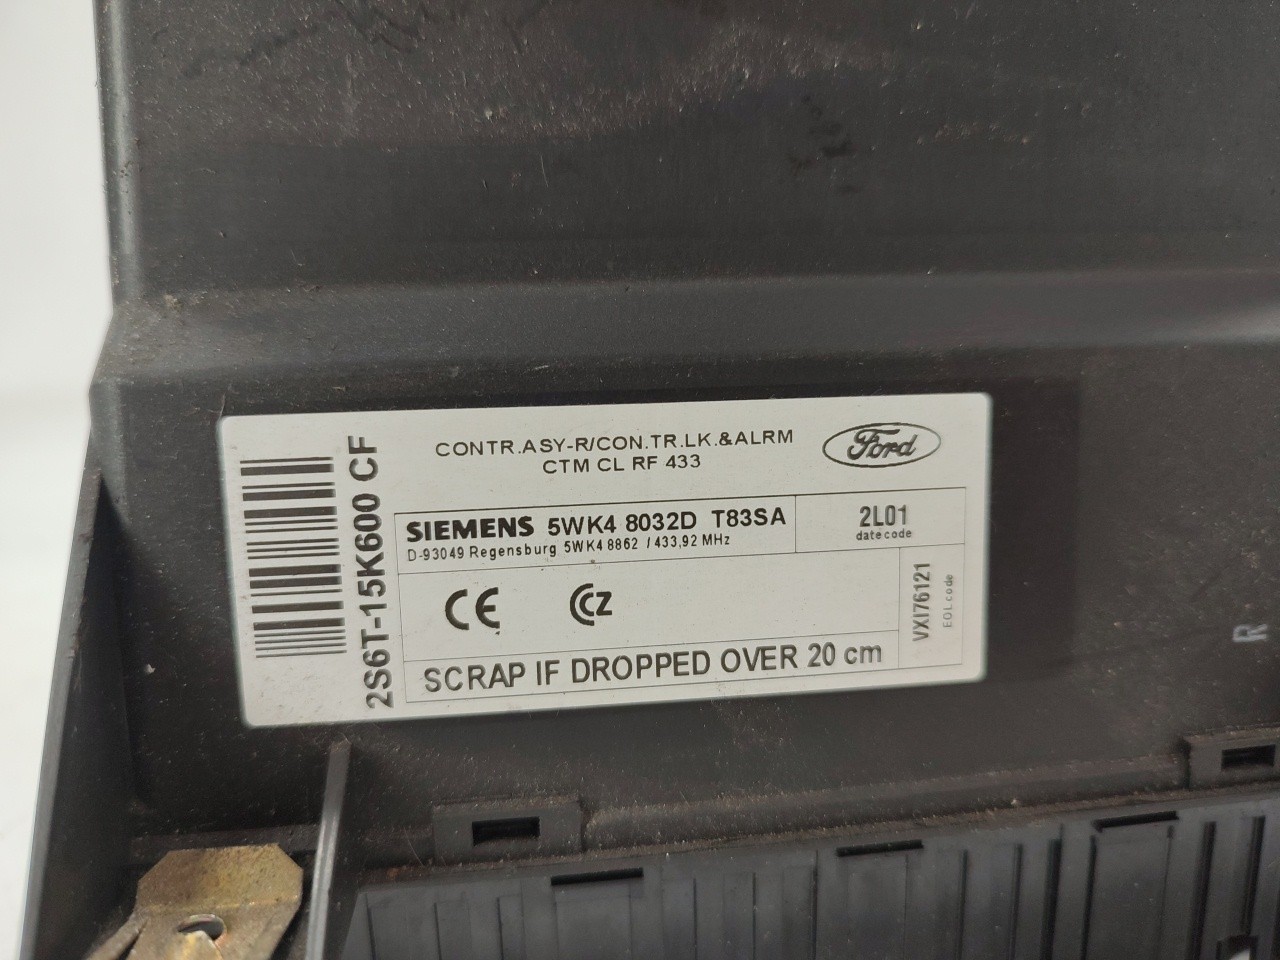 CONTR.ASY-R/CON.TR.LK.&ALRM
CTM CL RF 433
Ford
2S6T-15K600 CF
SIEMENS 5WK4 8032D T83SA
D-93049 Regensburg 5WK4 8862 / 433,92 MHz
2L01
datecode
CE
CCZ
VXI76121
EOLcode
SCRAP IF DROPPED OVER 20 cm
R